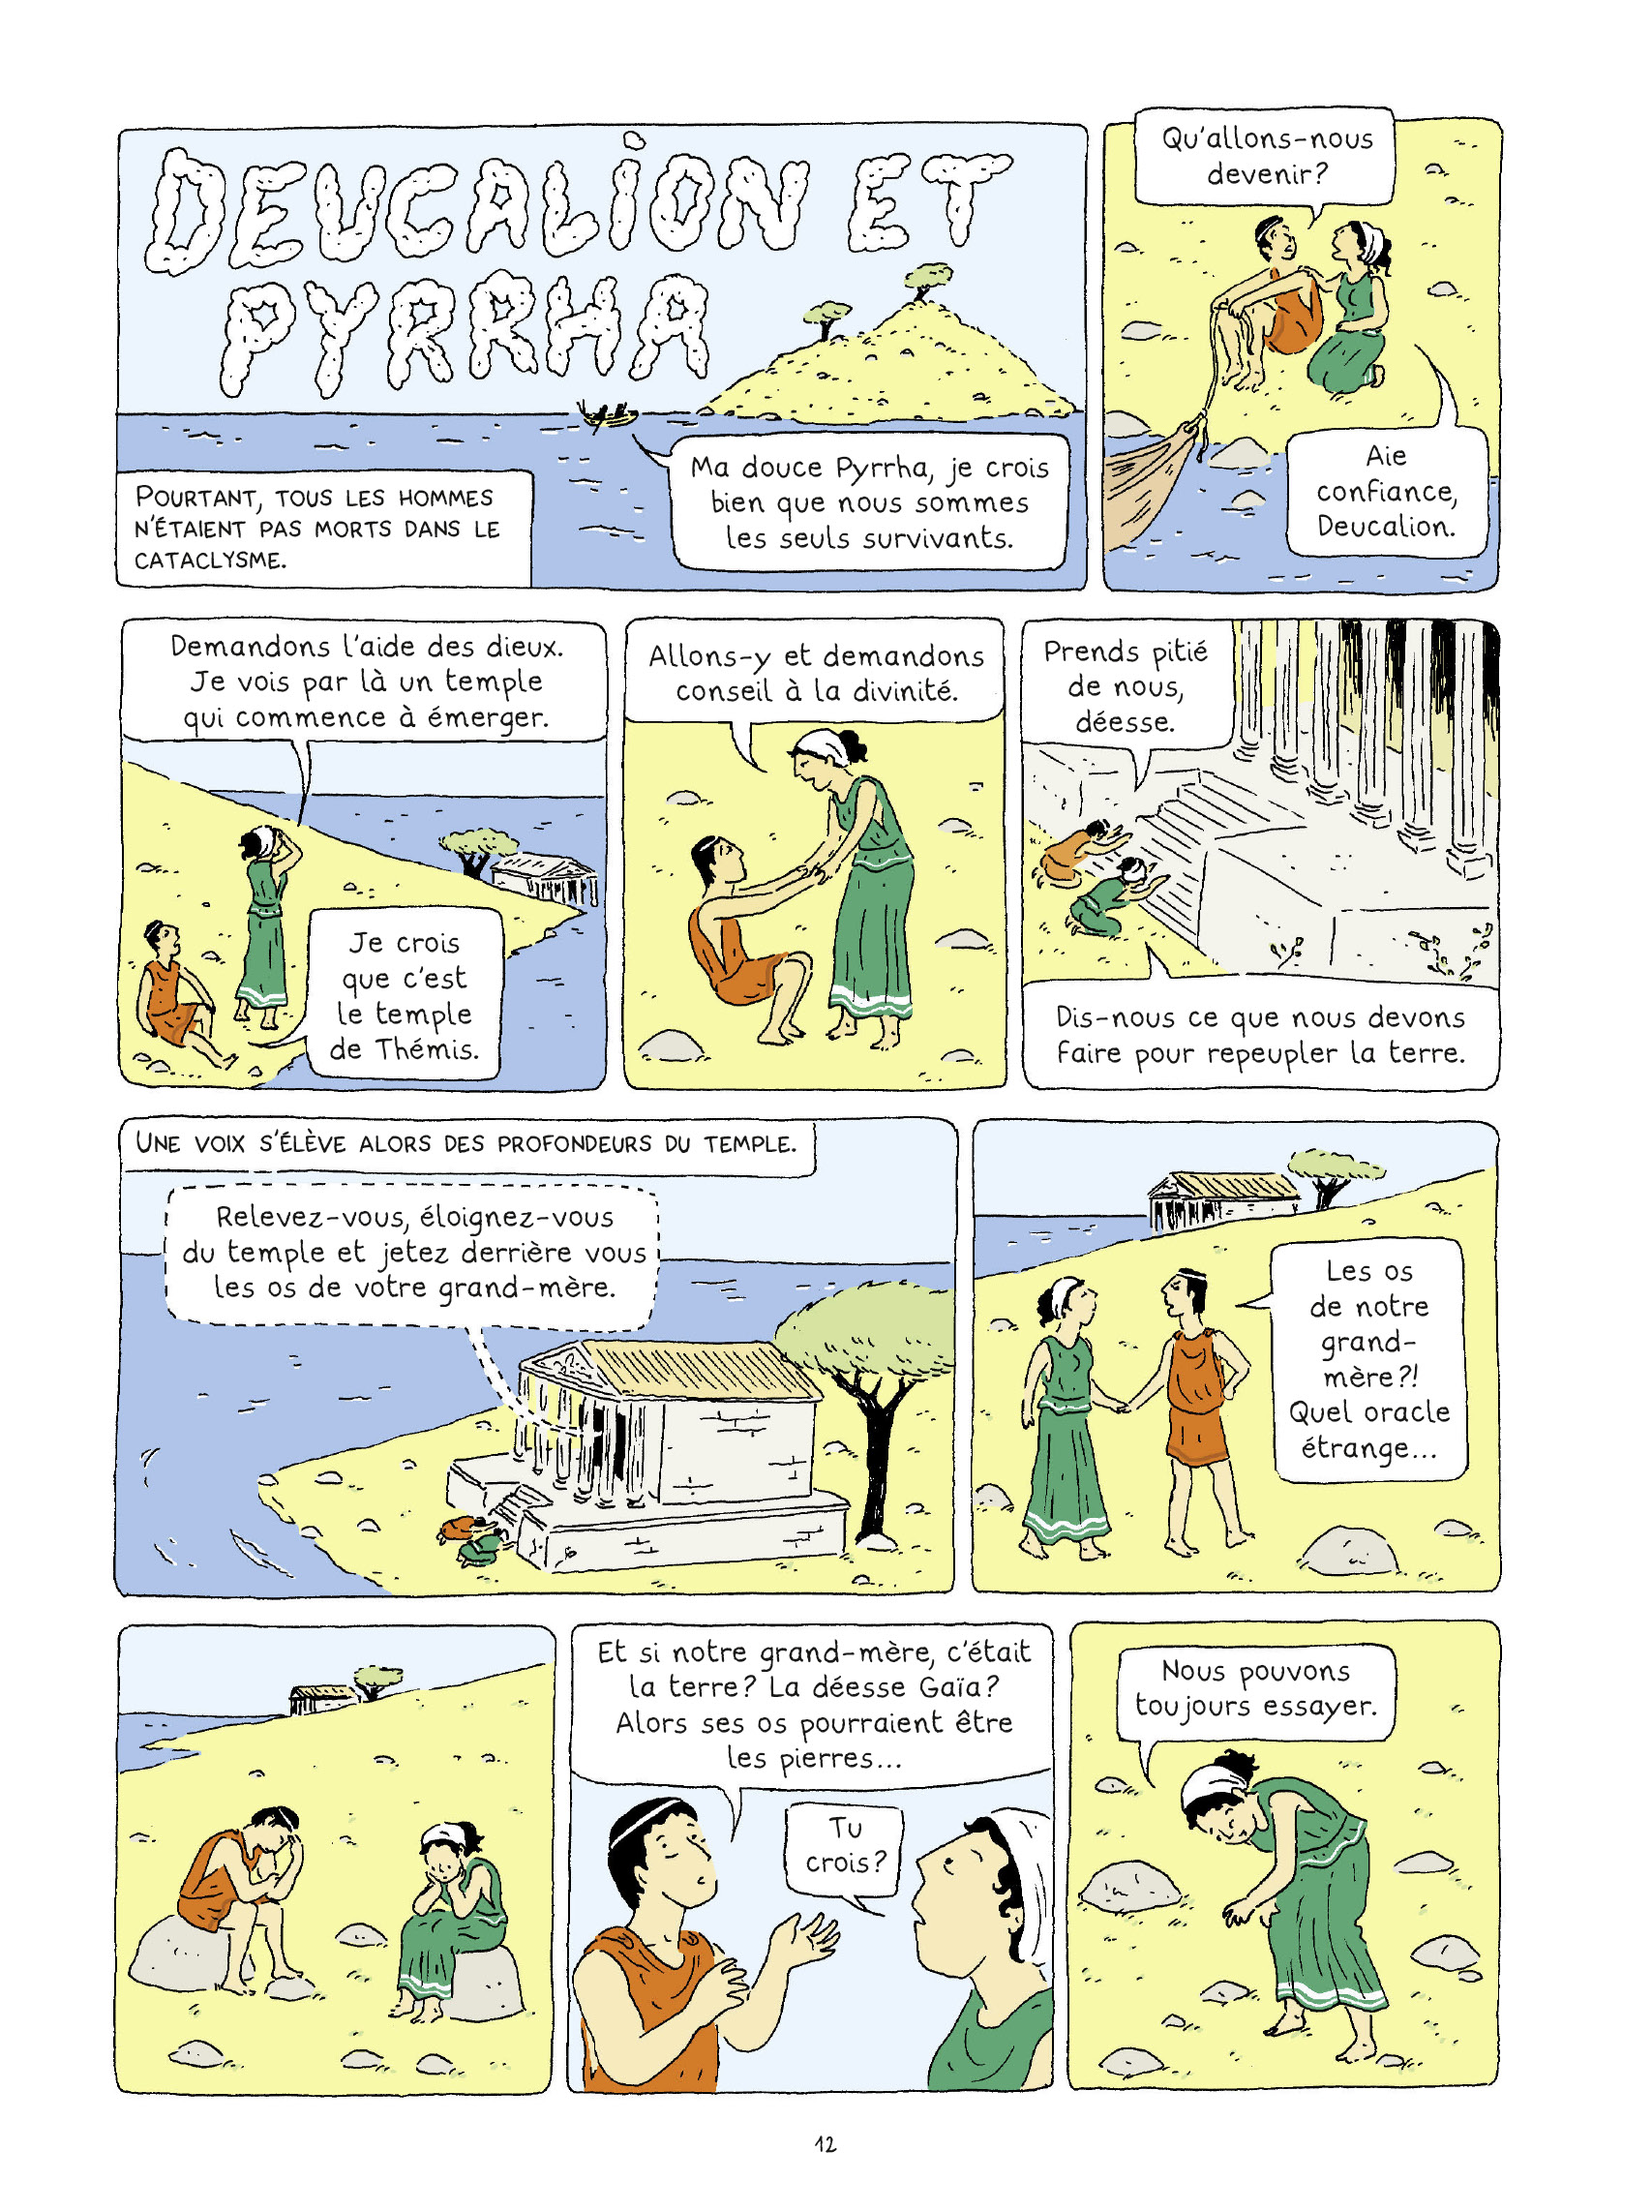 DEUCALION ET
PYRRHA
POURTANT, TOUS LES HOMMES
N'ÉTAIENT PAS MORTS DANS LE
CATACLYSME.
Ma douce Pyrrha, je crois
bien que nous sommes
les seuls survivants.
Qu'allons-nous
devenir?
Aie
confiance,
Deucalion.
Demandons l'aide des dieux.
Je vois par là un temple
qui commence à émerger.
Je crois
que c'est
le temple
de Thémis.
Allons-y et demandons
conseil à la divinité.
Prends pitié
de nous,
déesse.
Dis-nous ce que nous devons
faire pour repeupler la terre.
UNE VOIX S'ÉLÈVE ALORS DES PROFONDEURS DU TEMPLE.
Relevez-vous, éloignez-vous
du temple et jetez derrière vous
les os de votre grand-mère.
Les os
de notre
grand-
mère?!
Quel oracle
étrange...
Et si notre grand-mère, c'était
la terre? La déesse Gaïa?
Alors ses os pourraient être
les pierres...
Tu
crois?
Nous pouvons
toujours essayer.
12